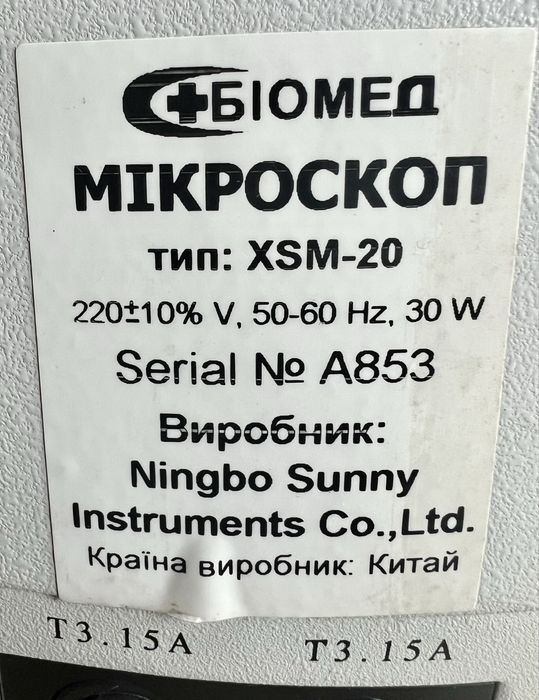 БІОМЕД
МІКРОСКОП
тип: XSM-20
220±10% V, 50-60 Hz, 30 W
Serial № A853
Виробник:
Ningbo Sunny
Instruments Co.,Ltd.
Країна виробник: Китай
T3.15A T3.15A